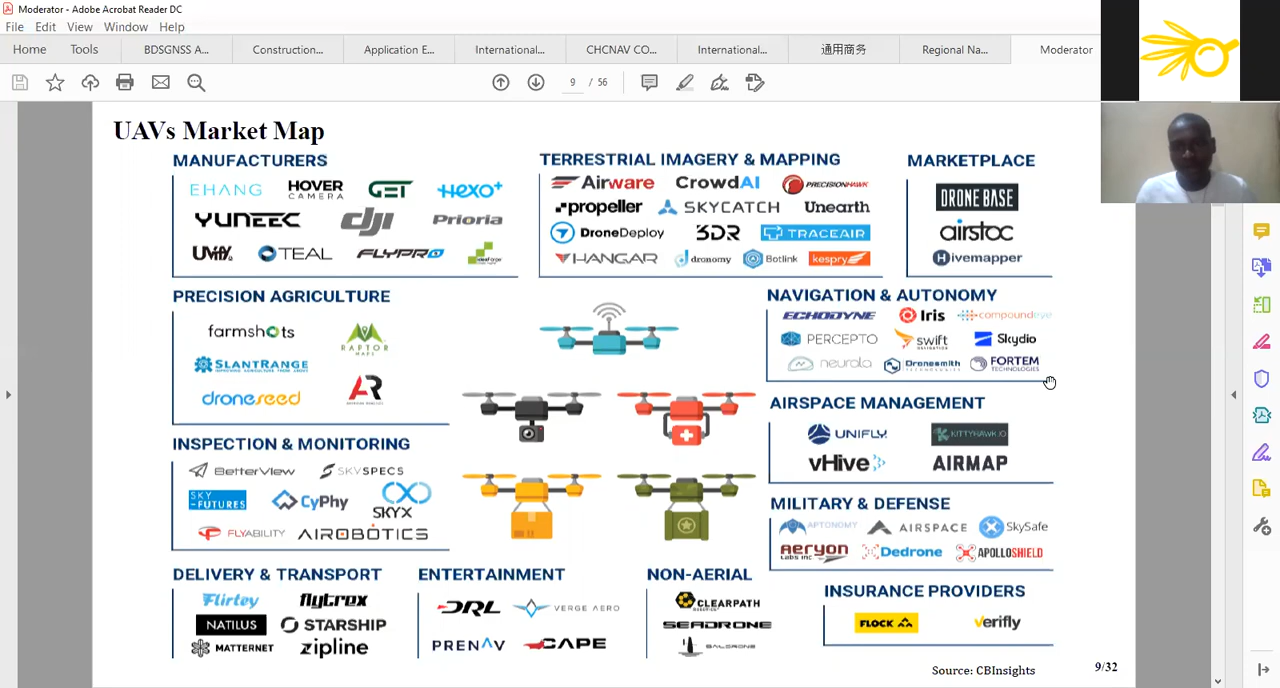 Moderator - Adobe Acrobat Reader DC
File Edit View Window Help
Home Tools BDSGNSS A... Construction... Application E... International... CHCNAV CO... International... 通用商务 Regional Na... Moderator
9 / 56
UAVs Market Map
MANUFACTURERS
EHANG HOVER CAMERA GET HEXO+
YUNEEC dji Prioria
UVify. TEAL FLYPRO
TERRESTRIAL IMAGERY & MAPPING
Airware CrowdAI PRECISIONHAWK
propeller SKYCATCH Unearth
DroneDeploy 3DR TRACEAIR
HANGAR dronomy Botlink kespry
MARKETPLACE
DRONE BASE
airstoc
Hivemapper
PRECISION AGRICULTURE
farmshots RAPTOR MAPS
SLANTRANGE
droneseed AR
NAVIGATION & AUTONOMY
ECHODYNE Iris compoundeye
PERCEPTO swift NAVIGATION Skydio
neurala Dronesmith TECHNOLOGIES FORTEM TECHNOLOGIES
AIRSPACE MANAGEMENT
UNIFLY KITTYHAWK.IO
vHive AIRMAP
INSPECTION & MONITORING
BetterView SKYSPECS
SKY-FUTURES CyPhy SKYX
FLYABILITY AIROBOTICS
MILITARY & DEFENSE
APTONOMY AIRSPACE SkySafe
Aeryon Labs Inc. Dedrone APOLLOSHIELD
DELIVERY & TRANSPORT
Flirtey flytrex
NATILUS STARSHIP
MATTERNET zipline
ENTERTAINMENT
DRL VERGE AERO
PRENAV CAPE
NON-AERIAL
CLEARPATH ROBOTICS
SEADRONE
SAILDRONE
INSURANCE PROVIDERS
FLOCK verifly
Source: CBInsights
9/32